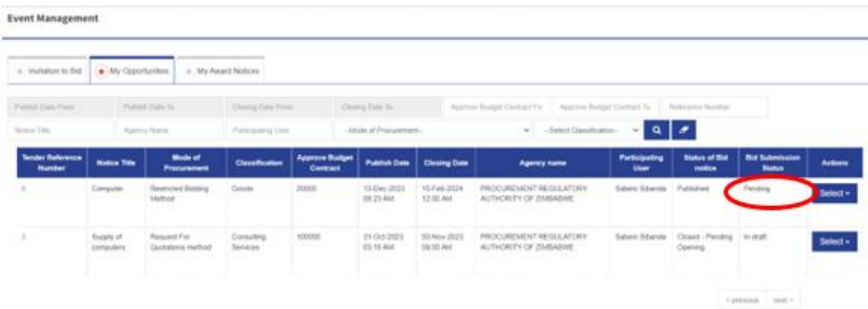 Event Management
Invitation to Bid
My Opportunities
My Award Notices
Publish Date From
Publish Date To
Closing Date From
Closing Date To
Approve Budget Contract Fr
Approve Budget Contract To
Reference Number
Notice Title
Agency Name
Participating User
--Mode of Procurement--
--Select Classification--
Tender Reference Number
Notice Title
Mode of Procurement
Classification
Approve Budget Contract
Publish Date
Closing Date
Agency name
Participating User
Status of Bid notice
Bid Submission Status
Actions
Computer
Restricted Bidding Method
Goods
20000
13-Dec-2023 08:23 AM
15-Feb-2024 12:00 AM
PROCUREMENT REGULATORY AUTHORITY OF ZIMBABWE
Sabelo Sibanda
Published
Pending
Select
Supply of computers
Request For Quotations method
Consulting Services
100000
31-Oct-2023 03:15 AM
03-Nov-2023 09:00 AM
PROCUREMENT REGULATORY AUTHORITY OF ZIMBABWE
Sabelo Sibanda
Closed - Pending Opening
In draft
Select
< previous
next >